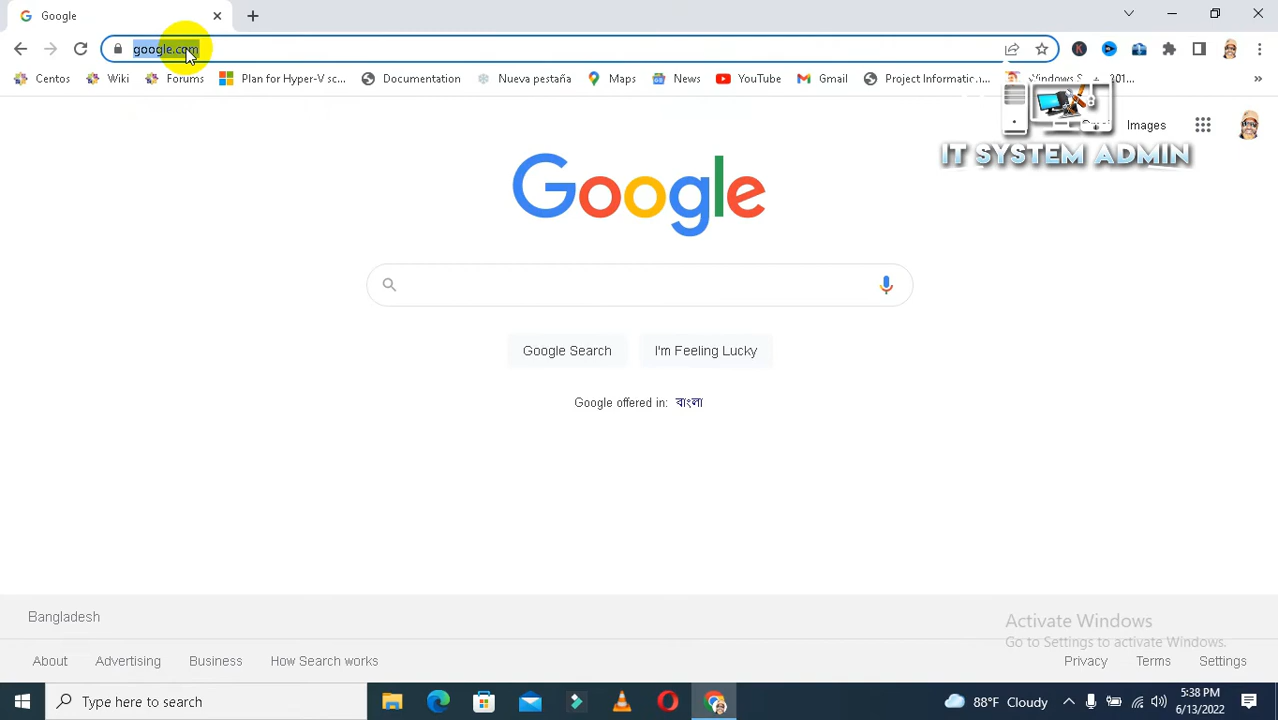 Google
google.com
Centos Wiki Forums Plan for Hyper-V sc... Documentation Nueva pestaña Maps News YouTube Gmail Project Informatic...
Images
IT SYSTEM ADMIN
Google
Google Search I'm Feeling Lucky
Google offered in: বাংলা
Bangladesh
Activate Windows
Go to Settings to activate Windows.
About Advertising Business How Search works Privacy Terms Settings
Type here to search 88°F Cloudy 5:38 PM
6/13/2022